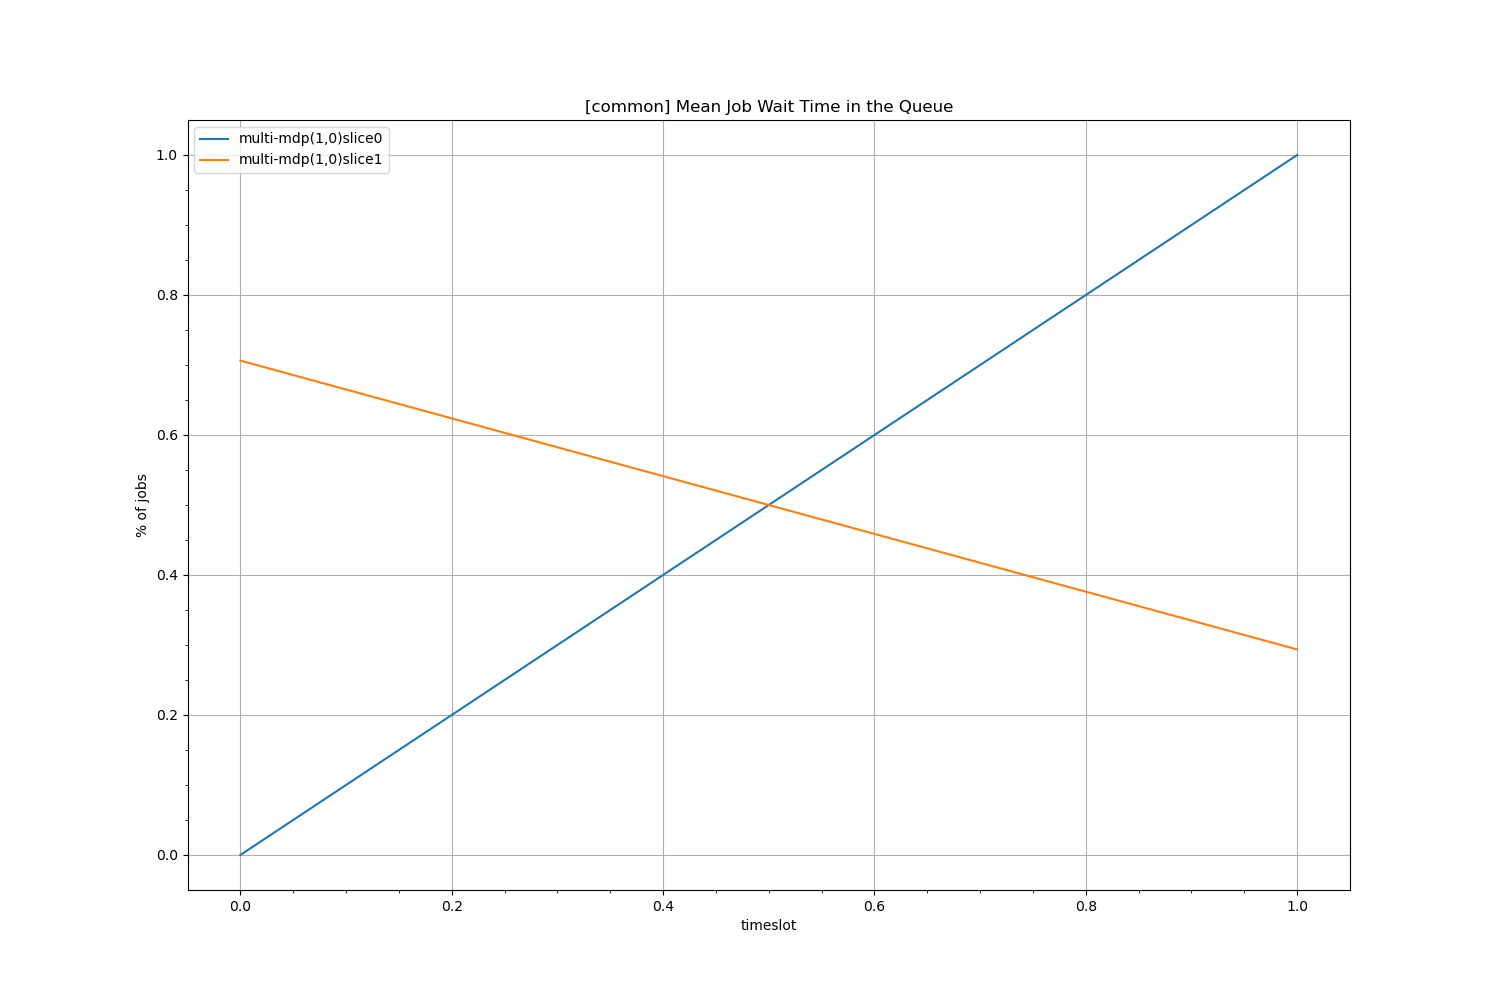 [common] Mean Job Wait Time in the Queue
multi-mdp(1,0)slice0
multi-mdp(1,0)slice1
1.0
0.8
0.6
0.4
0.2
0.0
% of jobs
0.0 0.2 0.4 0.6 0.8 1.0
timeslot